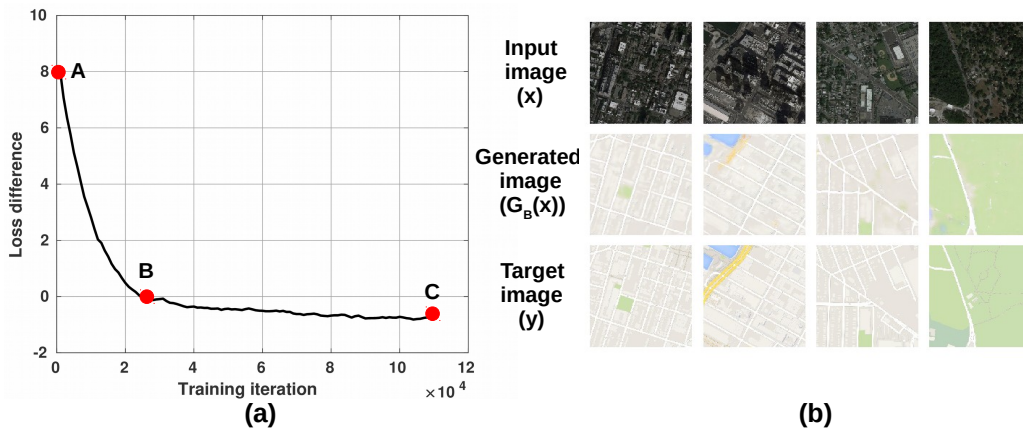 10
8
6
4
2
0
-2
Loss difference
A
B
C
0
2
4
6
8
10
12
Training iteration
×10⁴
(a)
Input
image
(x)
Generated
image
(G_B(x))
Target
image
(y)
(b)